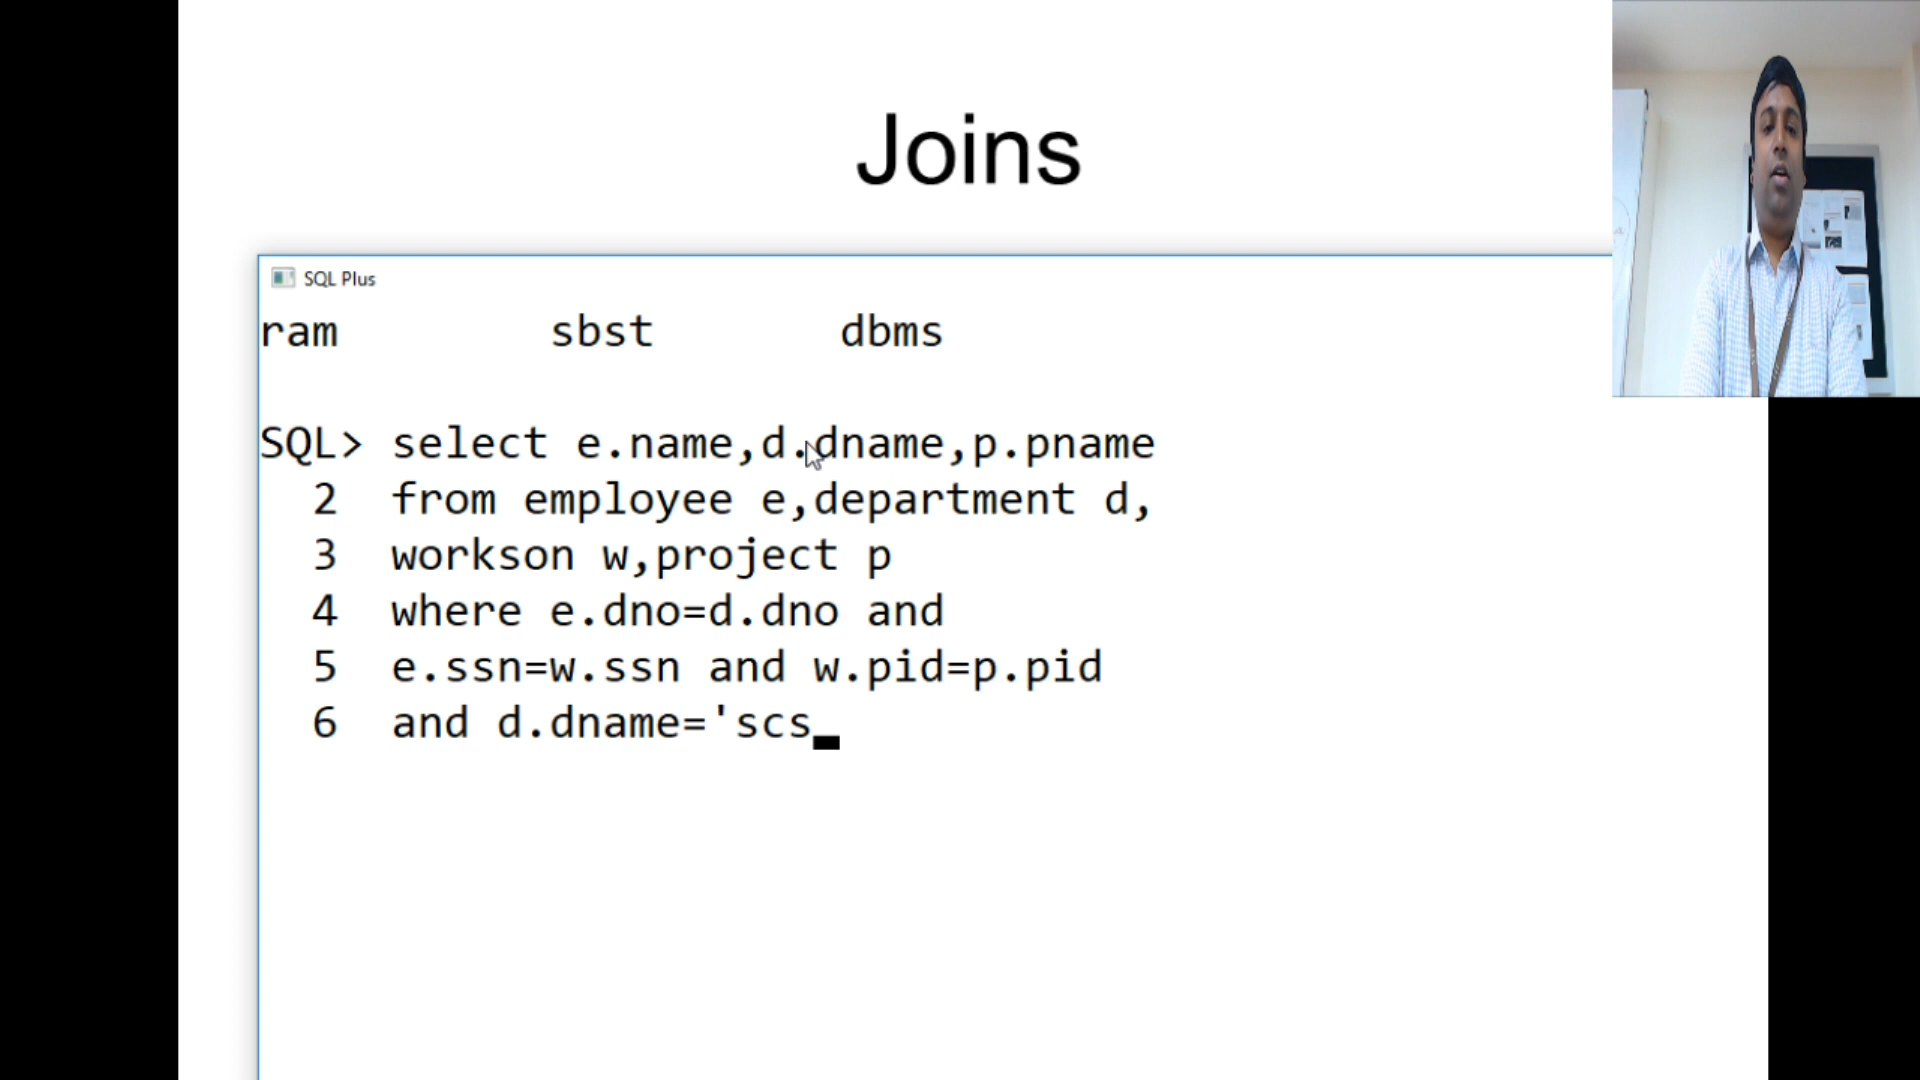 Joins
SQL Plus
ram sbst dbms
SQL> select e.name,d.dname,p.pname
2 from employee e,department d,
3 workson w,project p
4 where e.dno=d.dno and
5 e.ssn=w.ssn and w.pid=p.pid
6 and d.dname='scs